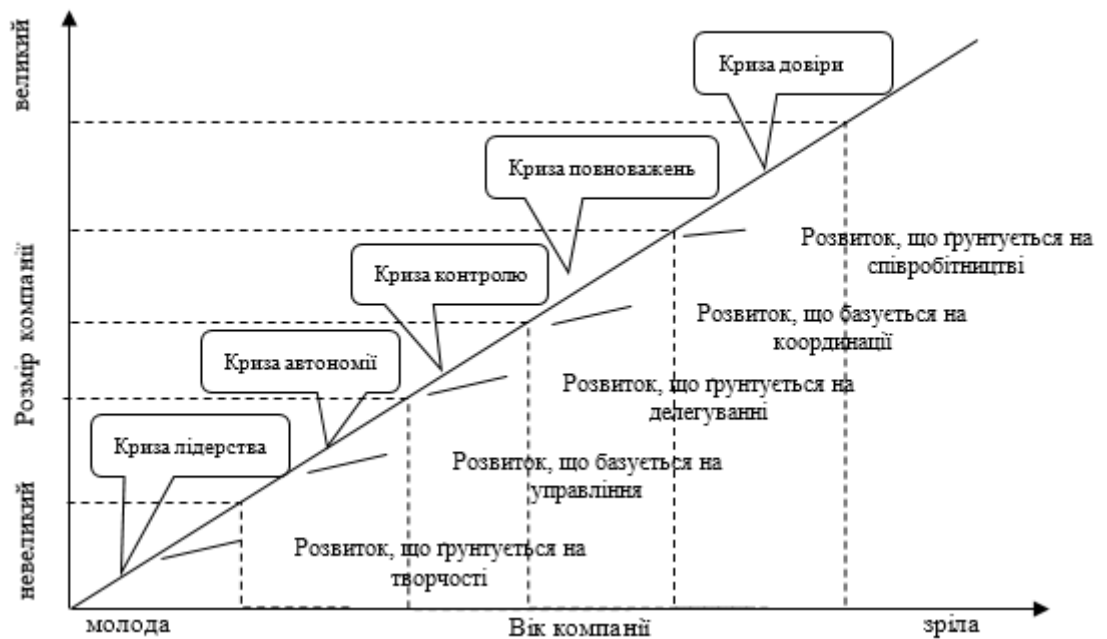 великий
Розмір компанії
невеликий
Криза довіри
Криза повноважень
Криза контролю
Криза автономії
Криза лідерства
Розвиток, що ґрунтується на
співробітництві
Розвиток, що базується на
координації
Розвиток, що ґрунтується на
делегуванні
Розвиток, що базується на
управління
Розвиток, що ґрунтується на
творчості
молода
Вік компанії
зріла